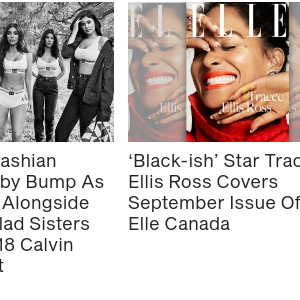 ELLE
Tracee
Ellis Ross
Ellis
ashian
by Bump As
Alongside
lad Sisters
18 Calvin
t
‘Black-ish’ Star Trac
Ellis Ross Covers
September Issue Of
Elle Canada